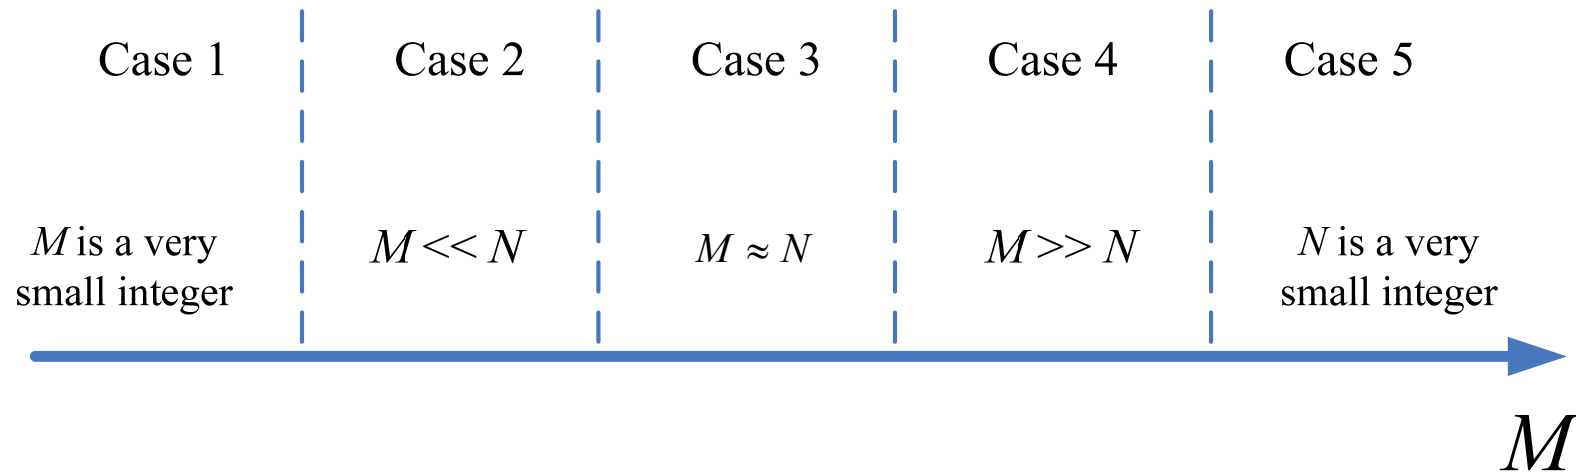 Case 1
Case 2
Case 3
Case 4
Case 5
M is a very
small integer
M << N
M ≈ N
M >> N
N is a very
small integer
M